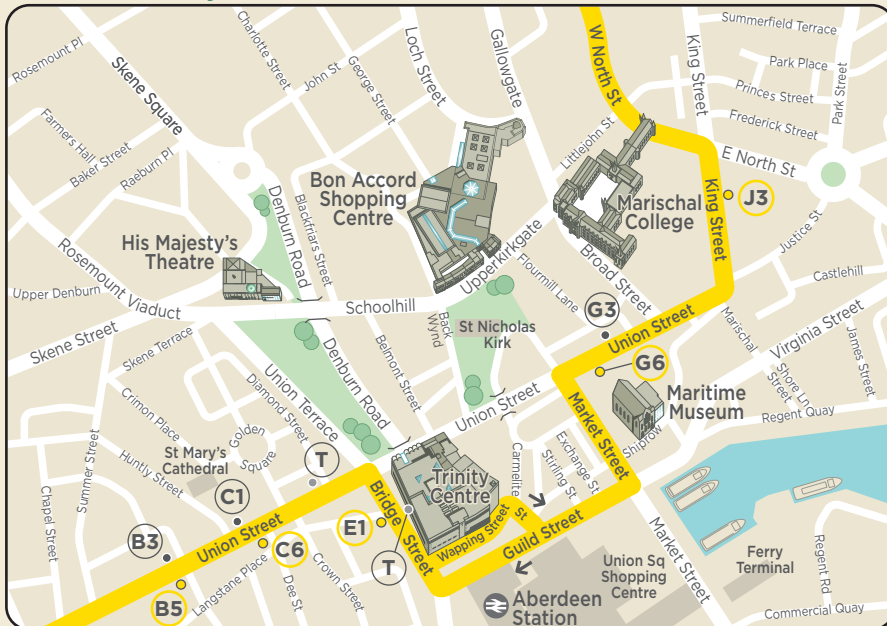 Summerfield Terrace
Charlotte Street
Loch Street
Gallowgate
W North St
King Street
Rosemount Pl
Skene Square
John St
George Street
Park Place
Park Street
Princes Street
Farmers Hall
Baker Street
Raeburn Pl
Littlejohn St
Frederick Street
E North St
Bon Accord
Shopping
Centre
Denburn Road
Blackfriars Street
Marischal
College
King Street
J3
His Majesty's
Theatre
Upperkirkgate
Broad Street
Justice St
Rosemount Viaduct
Upper Denburn
Schoolhill
Flourmill Lane
Castlehill
G3
Union Street
Skene Street
Skene Terrace
Back
Wynd
St Nicholas
Kirk
Marischal
Street
Virginia Street
James Street
Denburn Road
Belmont Street
G6
Shore Ln
Union Terrace
Diamond Street
Union Street
Market Street
Maritime
Museum
Regent Quay
Crimon Place
Golden
Square
Shiprow
Summer Street
Huntly Street
St Mary's
Cathedral
T
Trinity
Centre
Carmelite
St
Exchange St
Stirling St
Chapel Street
C1
Bridge
Street
E1
Wapping Street
Guild Street
Market Street
B3
Union Street
C6
T
Union Sq
Shopping
Centre
Ferry
Terminal
Regent Rd
B5
Langstane Place
Dee St
Crown Street
Aberdeen
Station
Commercial Quay